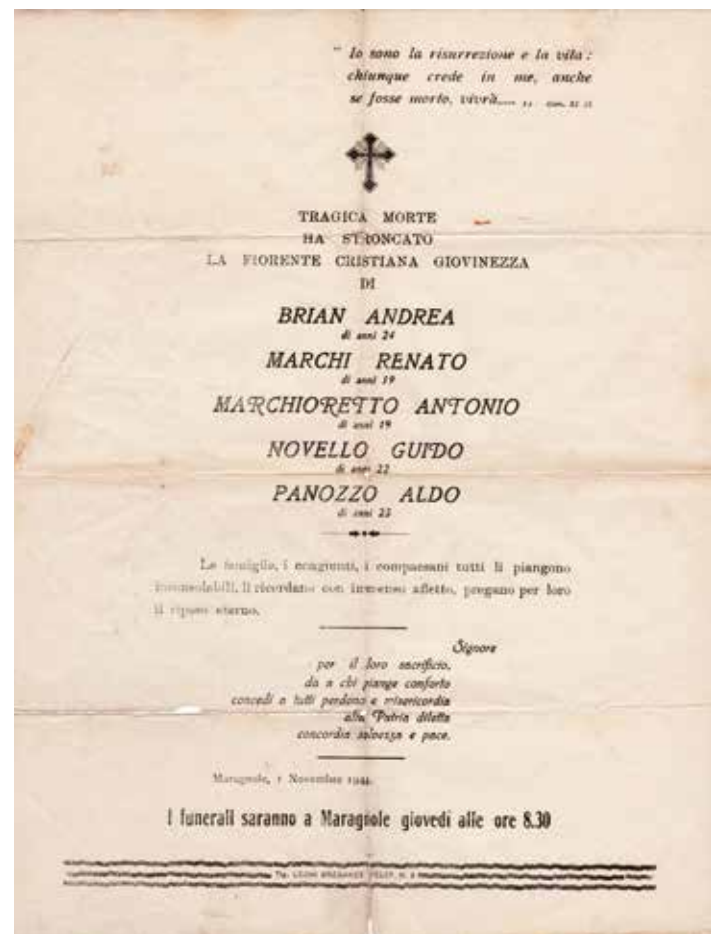 " Io sono la risurrezione e la vita :
chiunque crede in me, anche
se fosse morto, vivrà.... ,,
TRAGICA MORTE
HA STRONCATO
LA FIORENTE CRISTIANA GIOVINEZZA
DI
BRIAN ANDREA
di anni 24
MARCHI RENATO
di anni 19
MARCHIORETTO ANTONIO
di anni 19
NOVELLO GUIDO
di anni 22
PANOZZO ALDO
di anni 23
Le famiglie, i congiunti, i compaesani tutti li piangono
inconsolabili, li ricordano con immenso affetto, pregano per loro
il riposo eterno.
Signore
per il loro sacrificio,
da a chi piange conforto
concedi a tutti perdono e misericordia
alla Patria diletta
concordia salvezza e pace.
Maragnole, 1 Novembre 1944.
I funerali saranno a Maragnole giovedì alle ore 8.30
Tip. BREGANZE